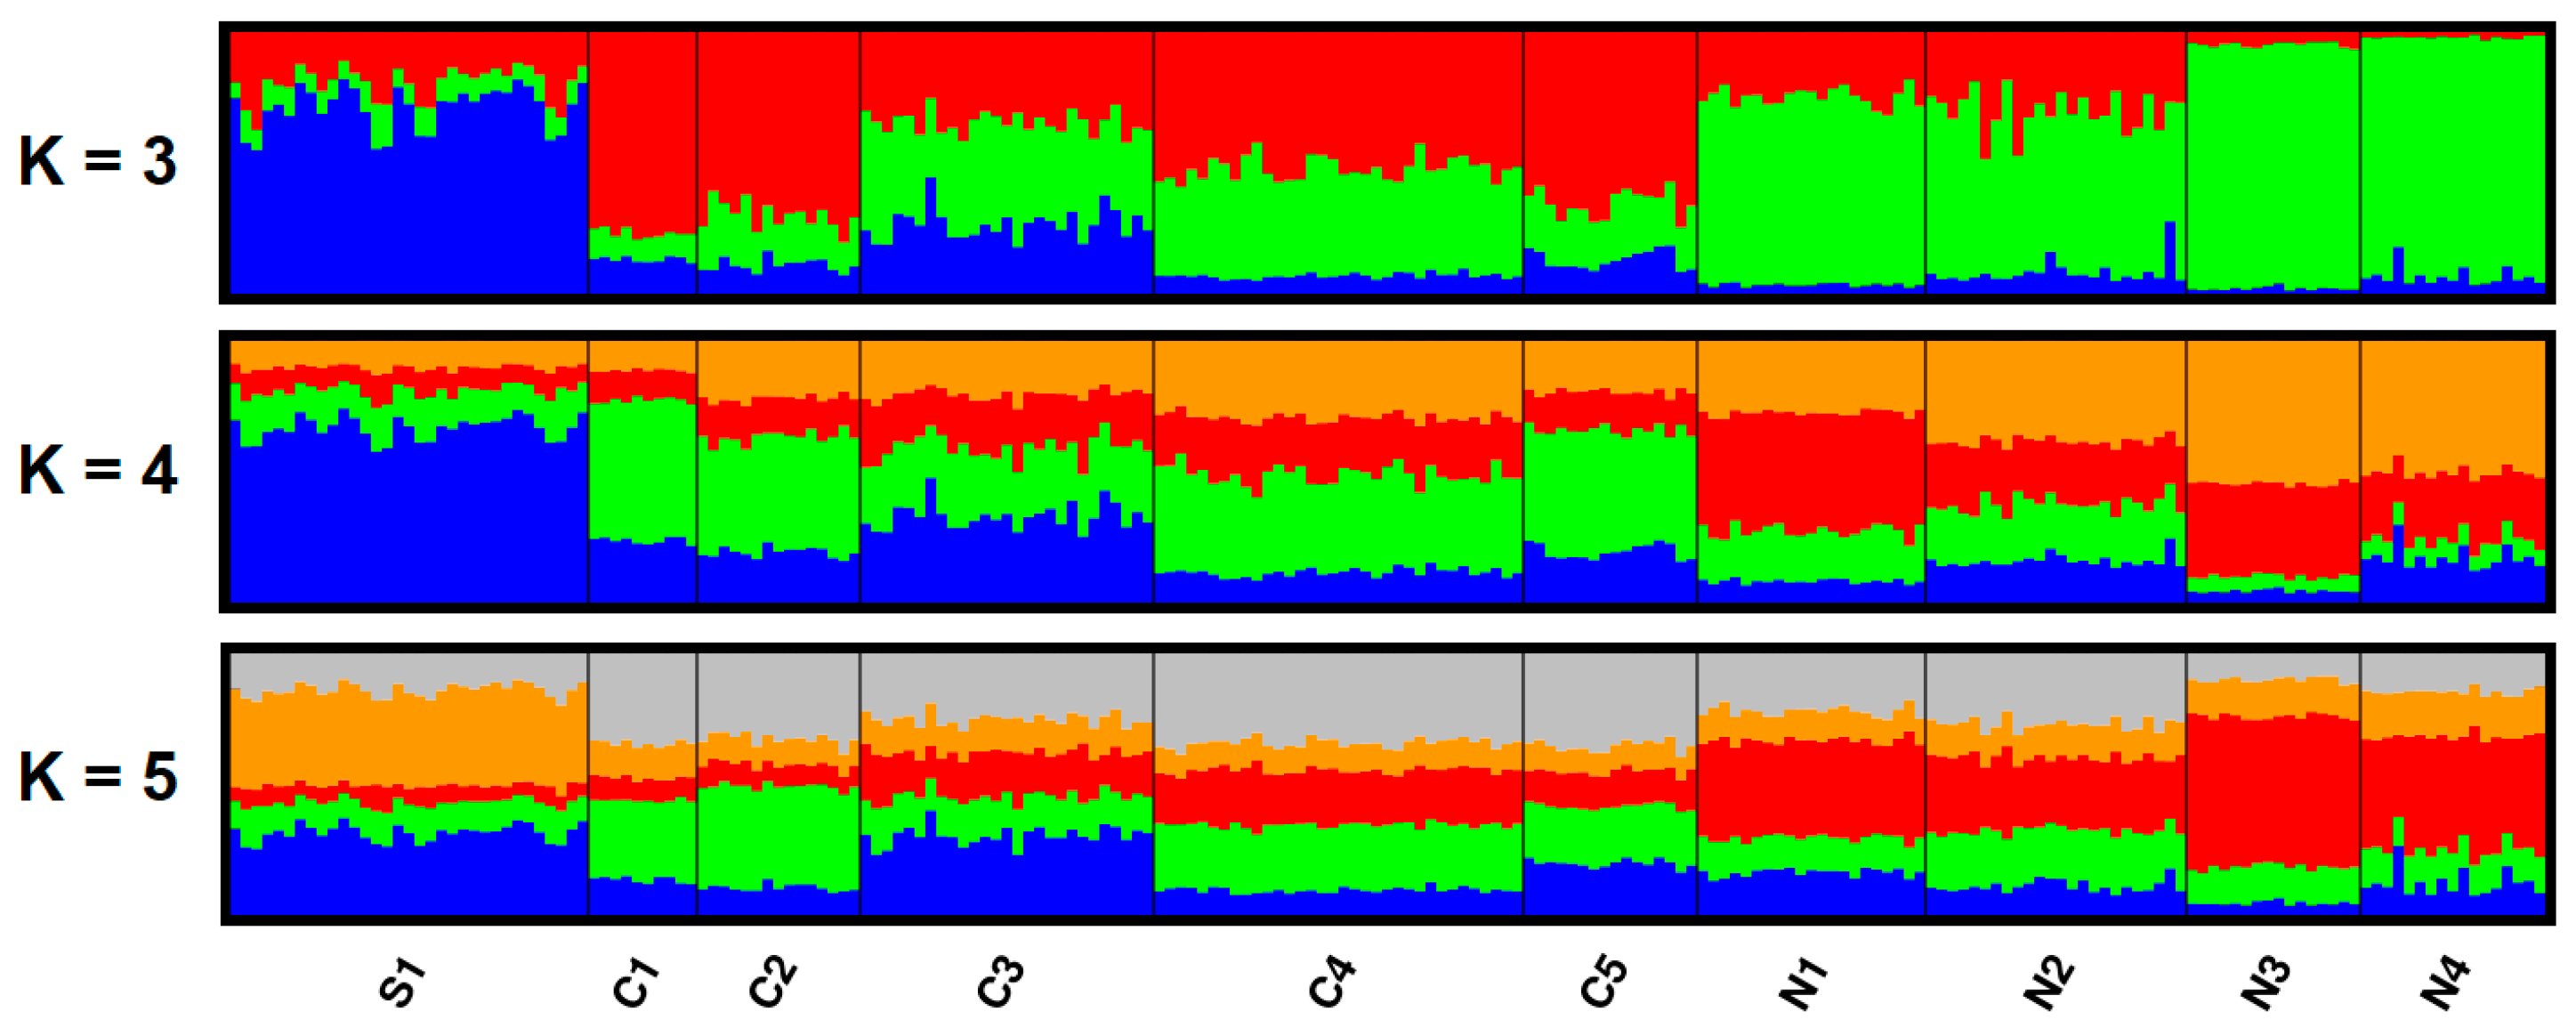 K = 3
K = 4
K = 5
S1 C1 C2 C3 C4 C5 N1 N2 N3 N4